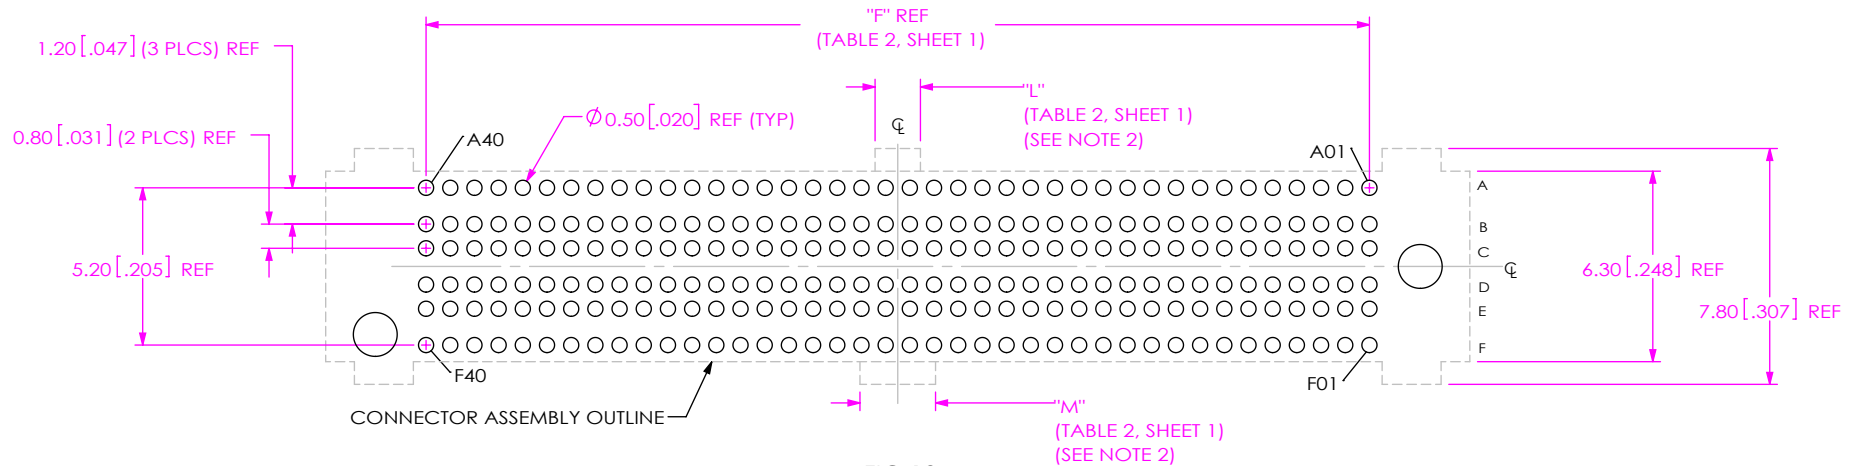 "F" REF
(TABLE 2, SHEET 1)
1.20 [.047] (3 PLCS) REF
"L"
(TABLE 2, SHEET 1)
(SEE NOTE 2)
Ø0.50 [.020] REF (TYP)
℄
0.80 [.031] (2 PLCS) REF
A40
A01
A
B
C
5.20 [.205] REF
℄
6.30 [.248] REF
D
E
7.80 [.307] REF
F
F40
F01
CONNECTOR ASSEMBLY OUTLINE
"M"
(TABLE 2, SHEET 1)
(SEE NOTE 2)